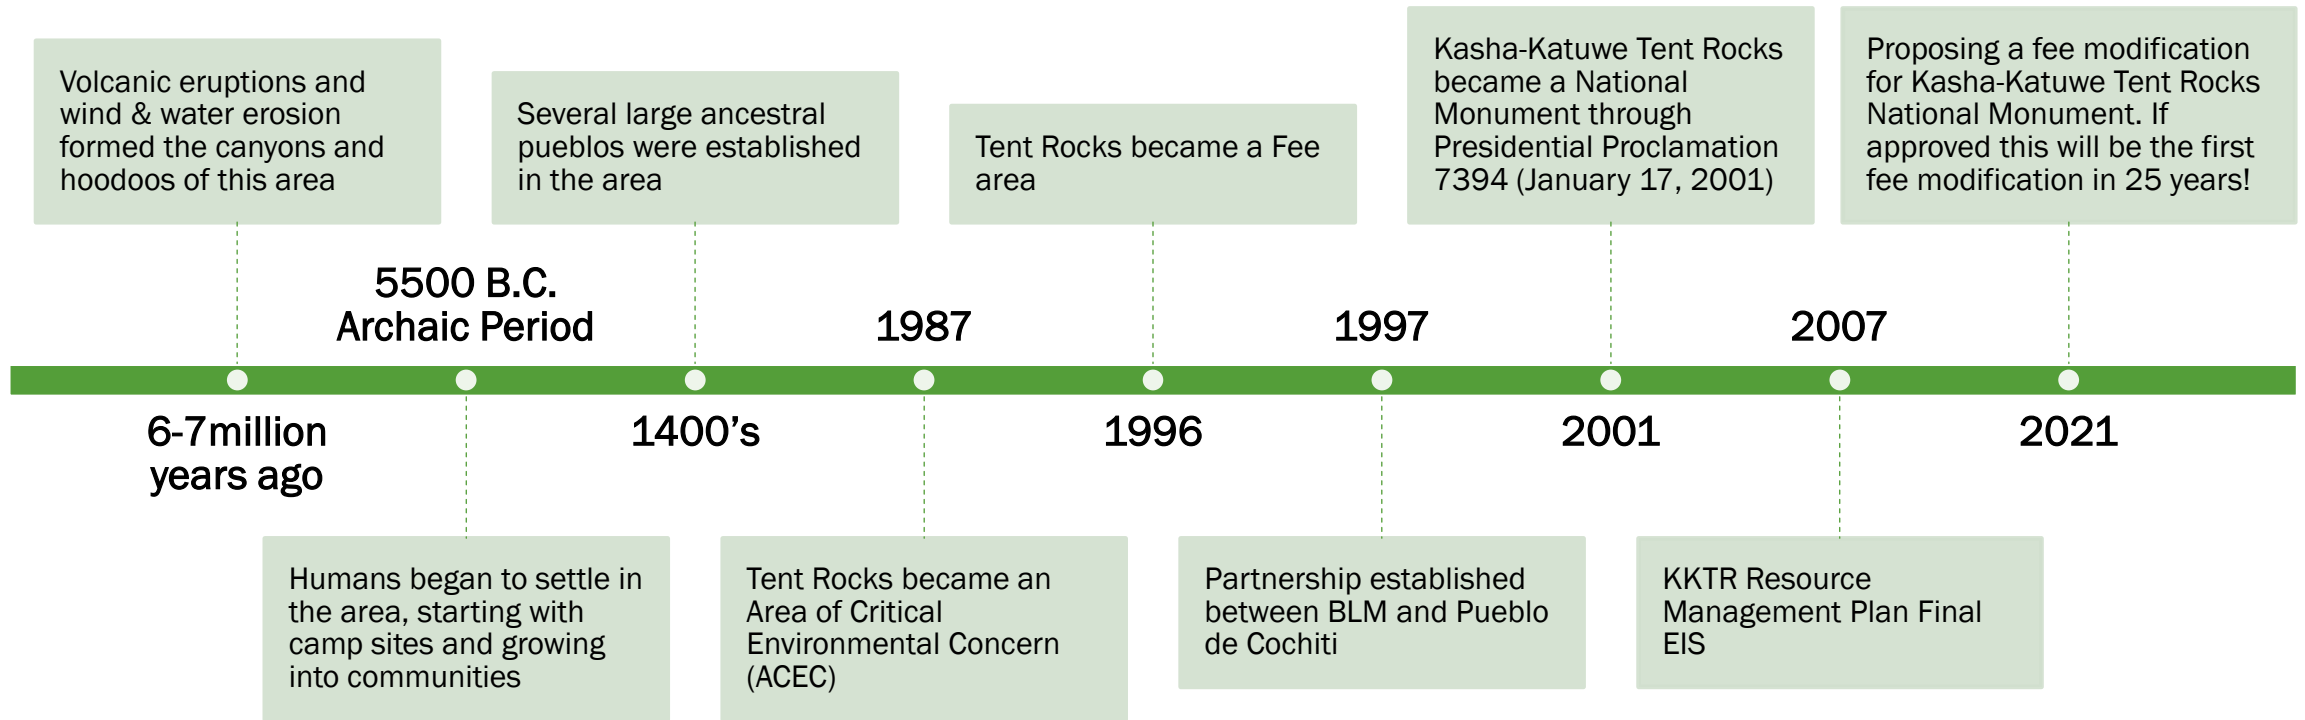 Volcanic eruptions and
wind & water erosion
formed the canyons and
hoodoos of this area
6-7million
years ago
5500 B.C.
Archaic Period
Humans began to settle in
the area, starting with
camp sites and growing
into communities
Several large ancestral
pueblos were established
in the area
1400’s
1987
Tent Rocks became an
Area of Critical
Environmental Concern
(ACEC)
Tent Rocks became a Fee
area
1996
1997
Partnership established
between BLM and Pueblo
de Cochiti
Kasha-Katuwe Tent Rocks
became a National
Monument through
Presidential Proclamation
7394 (January 17, 2001)
2001
2007
KKTR Resource
Management Plan Final
EIS
Proposing a fee modification
for Kasha-Katuwe Tent Rocks
National Monument. If
approved this will be the first
fee modification in 25 years!
2021